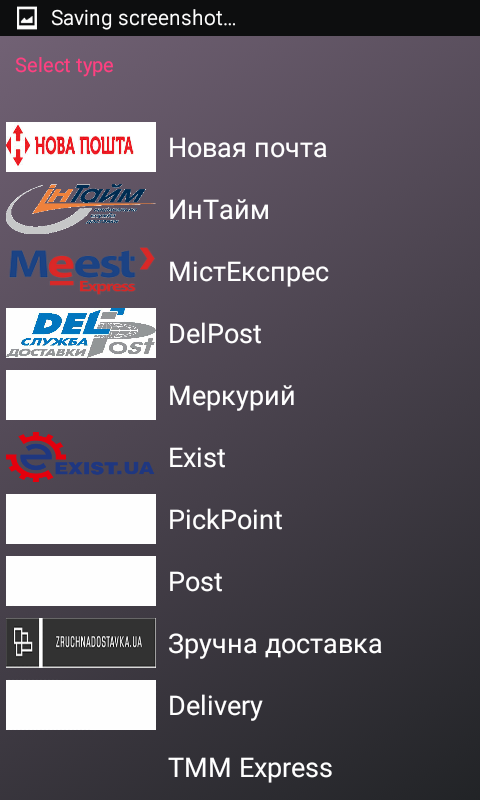 Saving screenshot...
Select type
НОВА ПОШТА
Новая почта
ІнТайм
ИнТайм
Meest
Express
МістЕкспрес
DEL
СЛУЖБА
ДОСТАВКИ Post
DelPost
Меркурий
EXIST.UA
Exist
PickPoint
Post
ZRUCHNADOSTAVKA.UA
Зручна доставка
Delivery
TMM Express